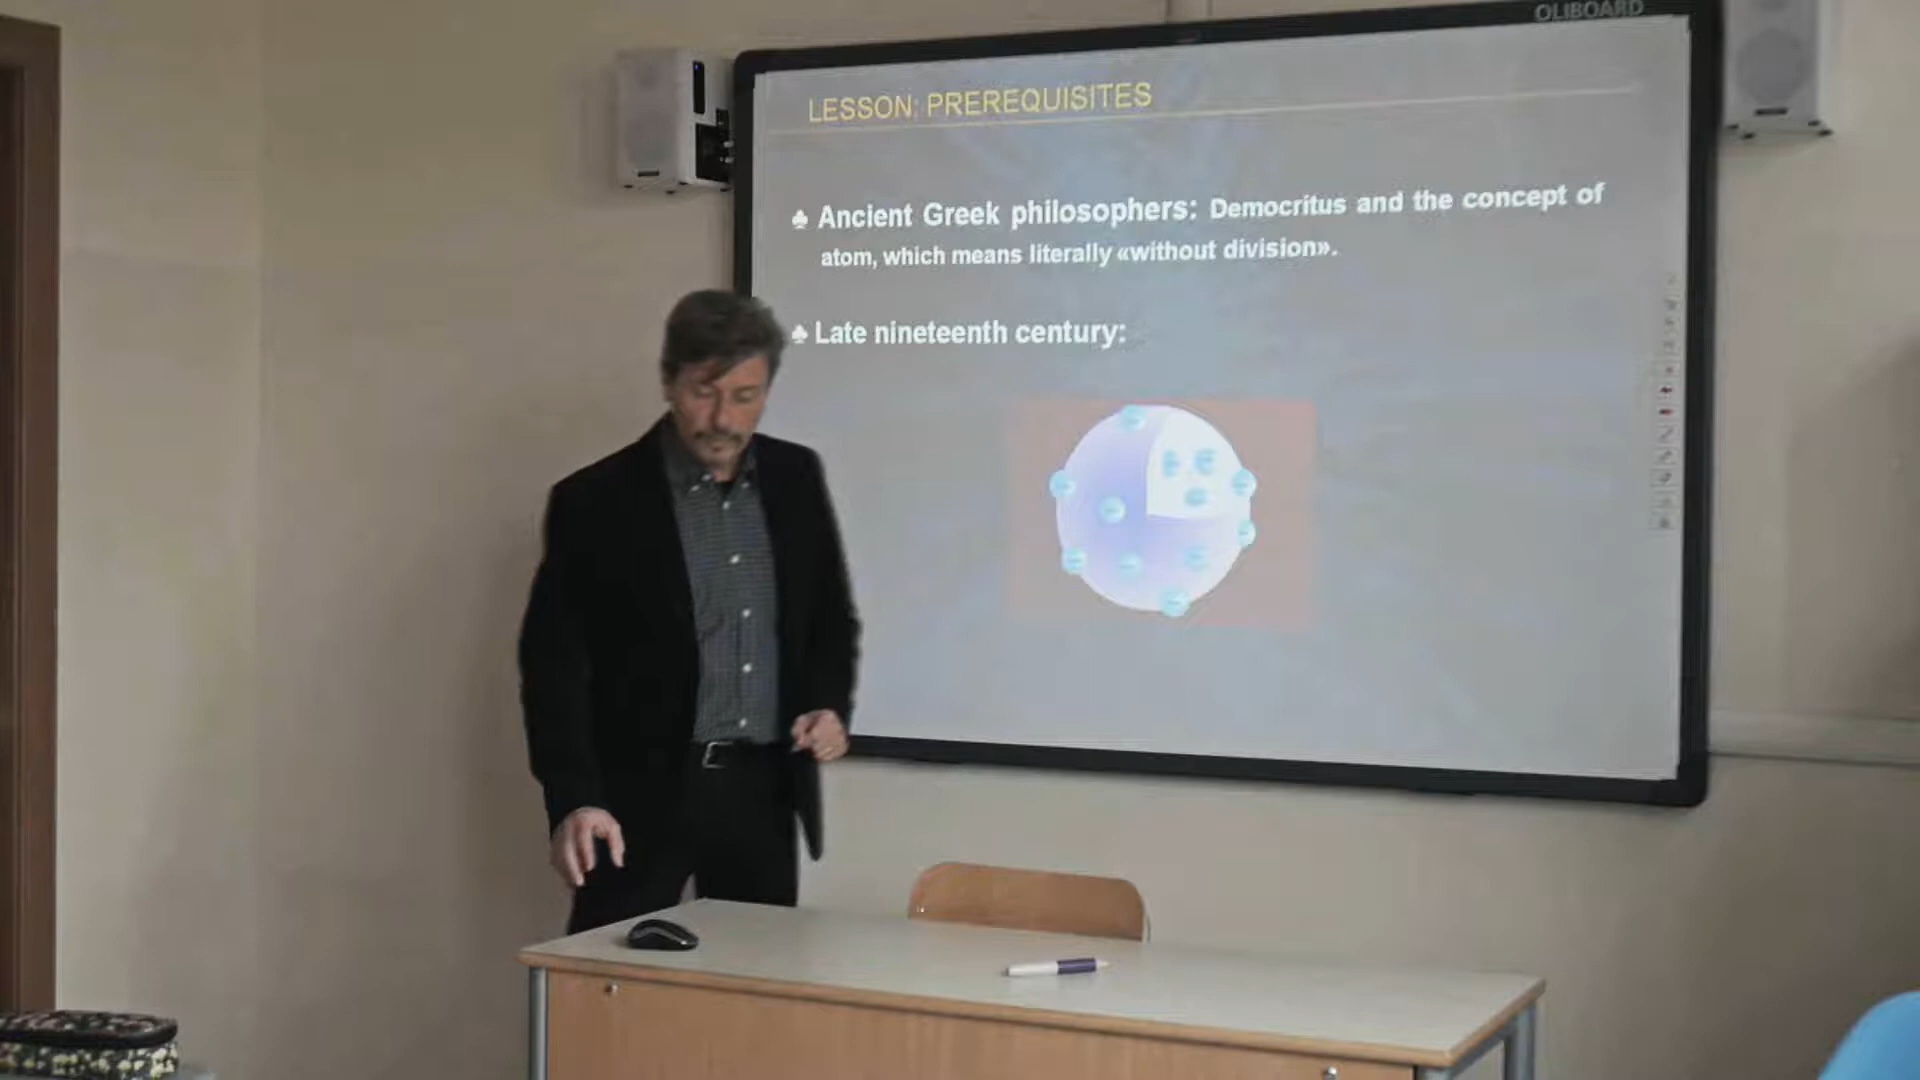 OLIBOARD
LESSON: PREREQUISITES
♣ Ancient Greek philosophers: Democritus and the concept of
atom, which means literally «without division».
♣ Late nineteenth century: